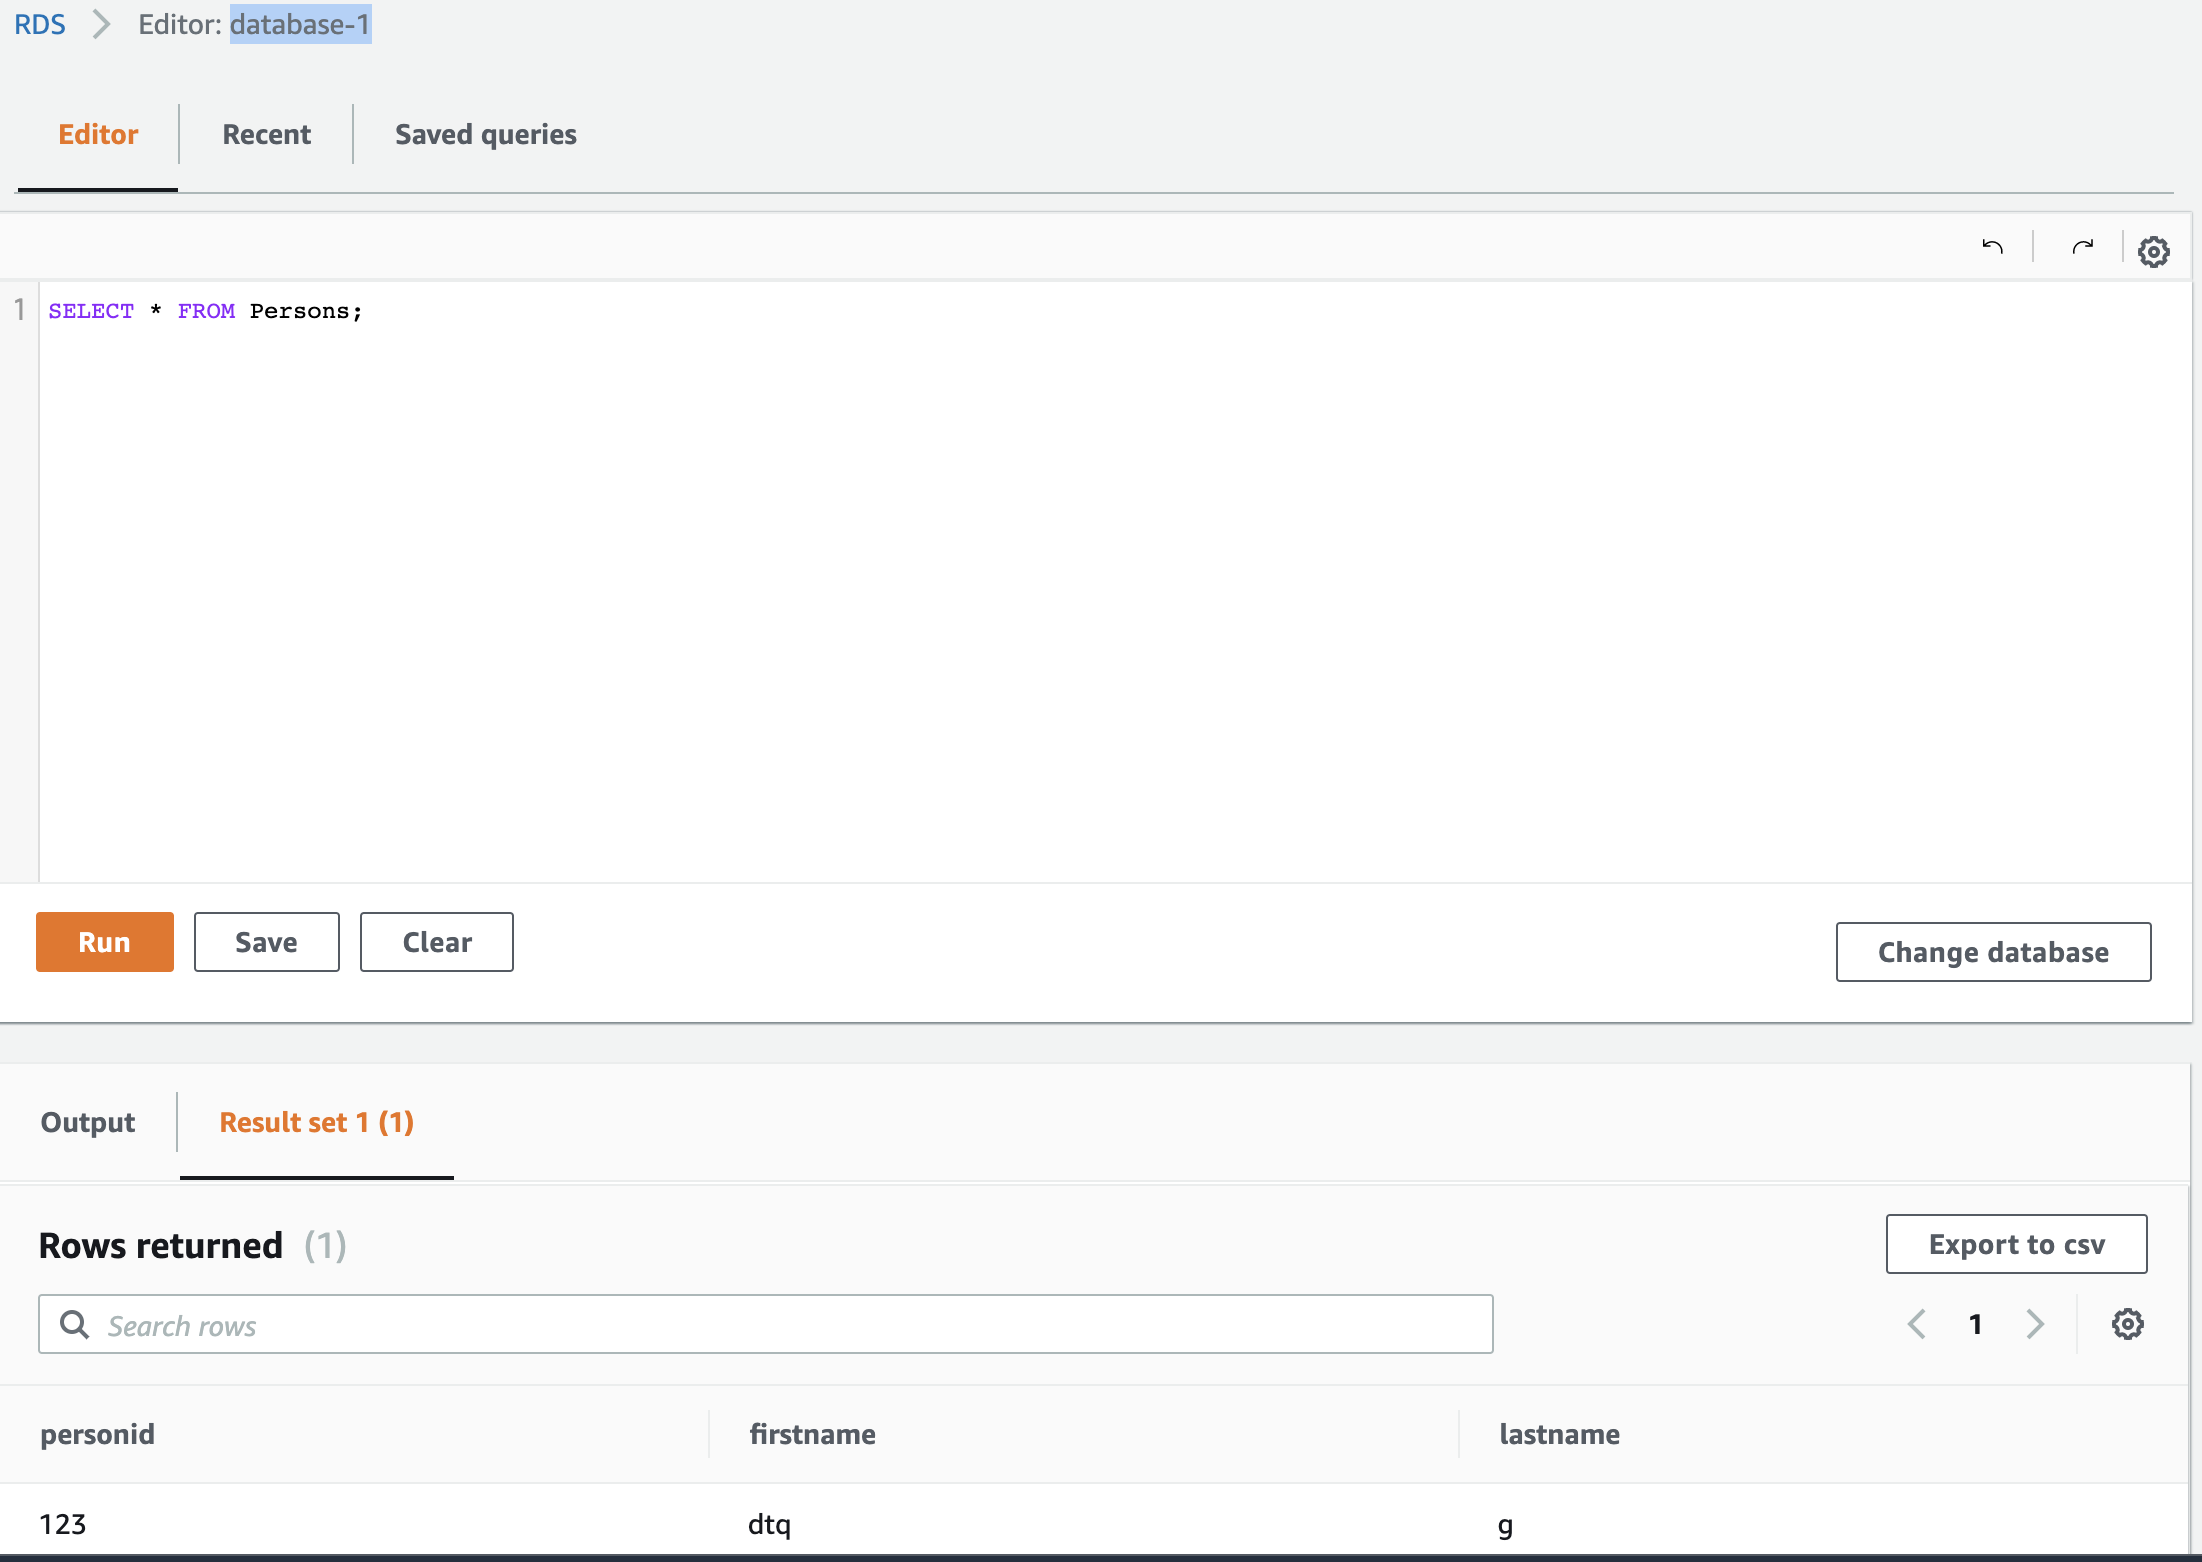 RDS > Editor: database-1
Editor Recent Saved queries
1 SELECT * FROM Persons;
Run Save Clear Change database
Output Result set 1 (1)
Rows returned (1) Export to csv
Search rows 1
personid firstname lastname
123 dtq g